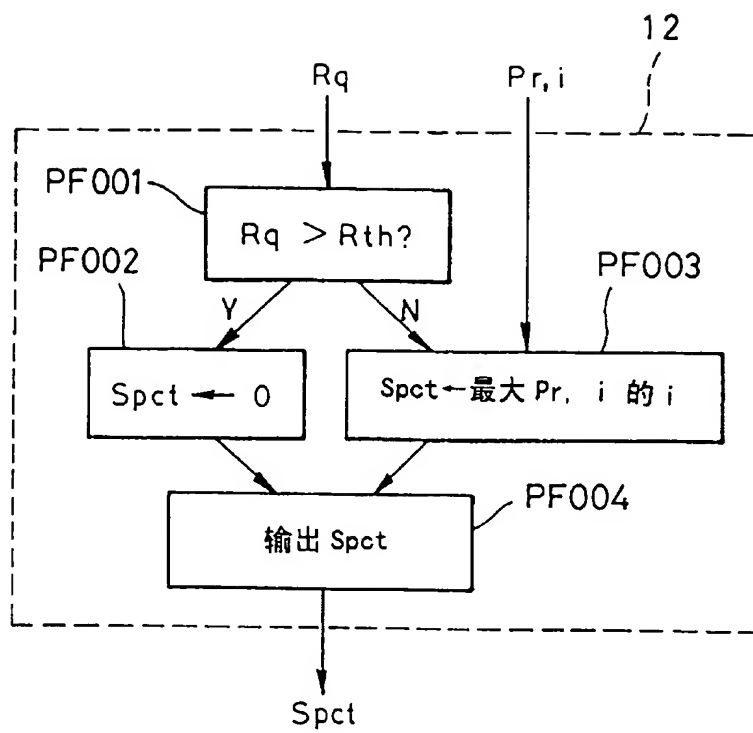 12
Rq
Pr,i
PF001
Rq > Rth?
PF002
PF003
Y
N
Spct ← 0
Spct←最大 Pr, i 的 i
PF004
输出 Spct
Spct